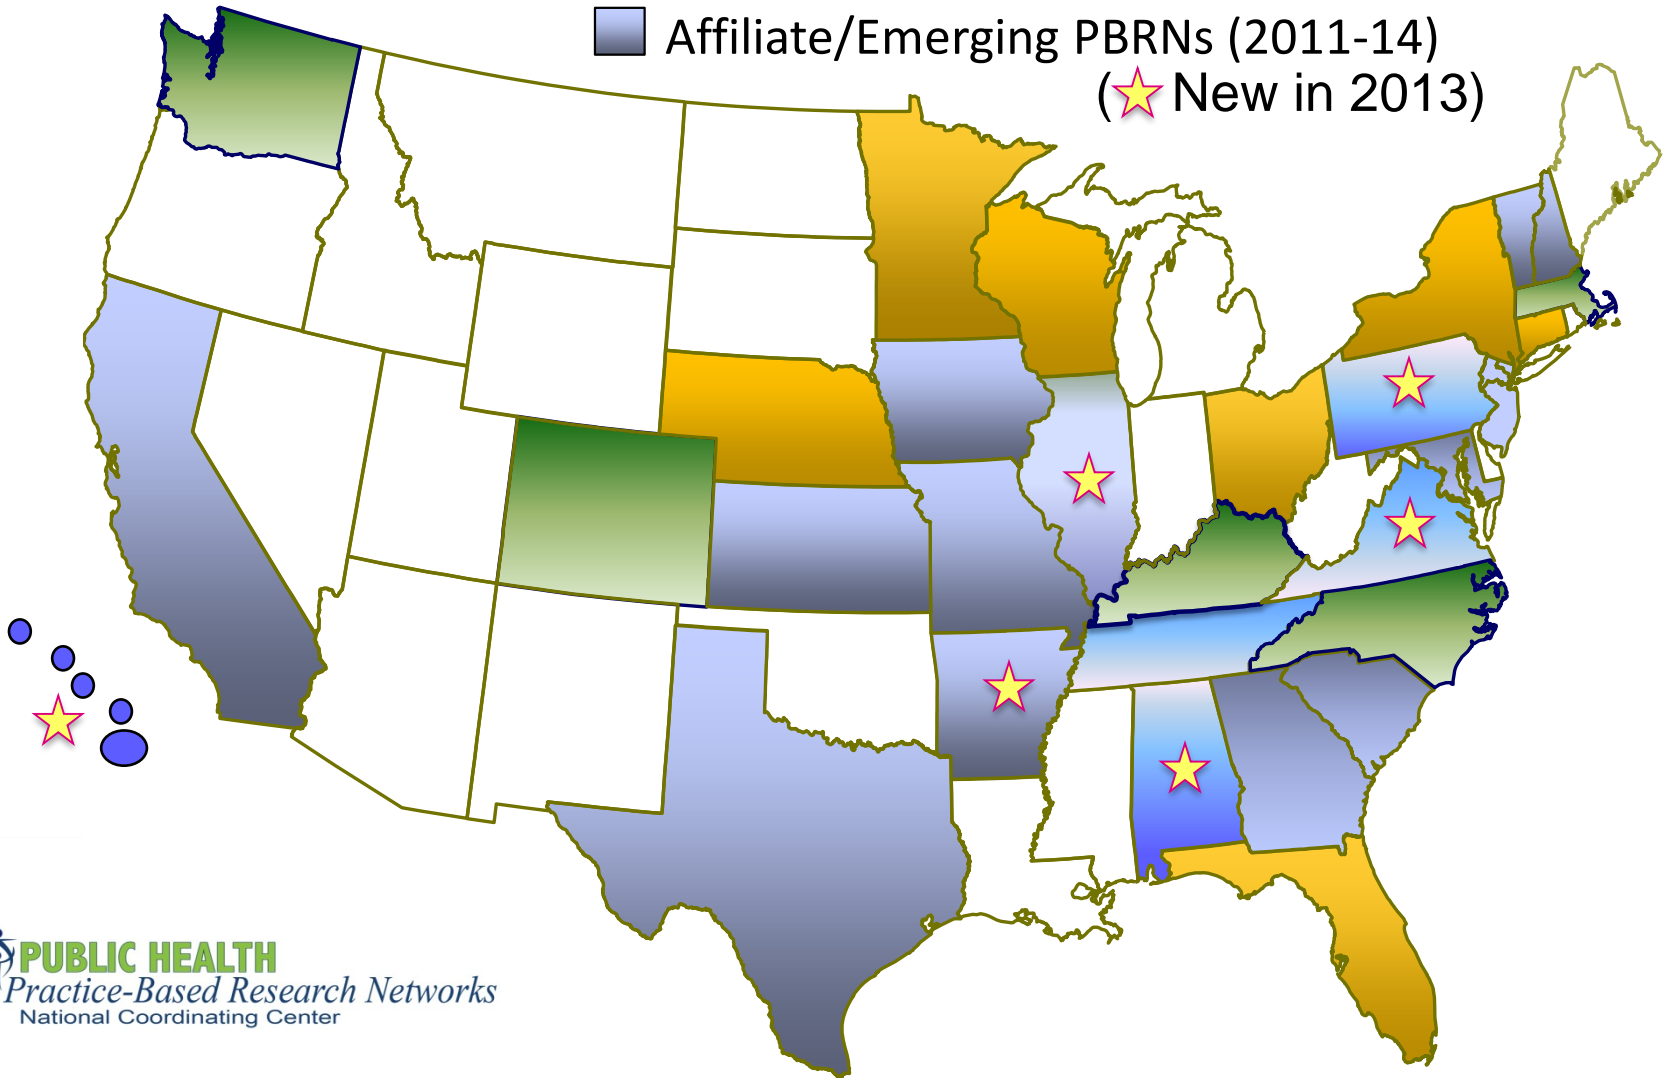 Affiliate/Emerging PBRNs (2011-14)
( New in 2013)
PUBLIC HEALTH
Practice-Based Research Networks
National Coordinating Center